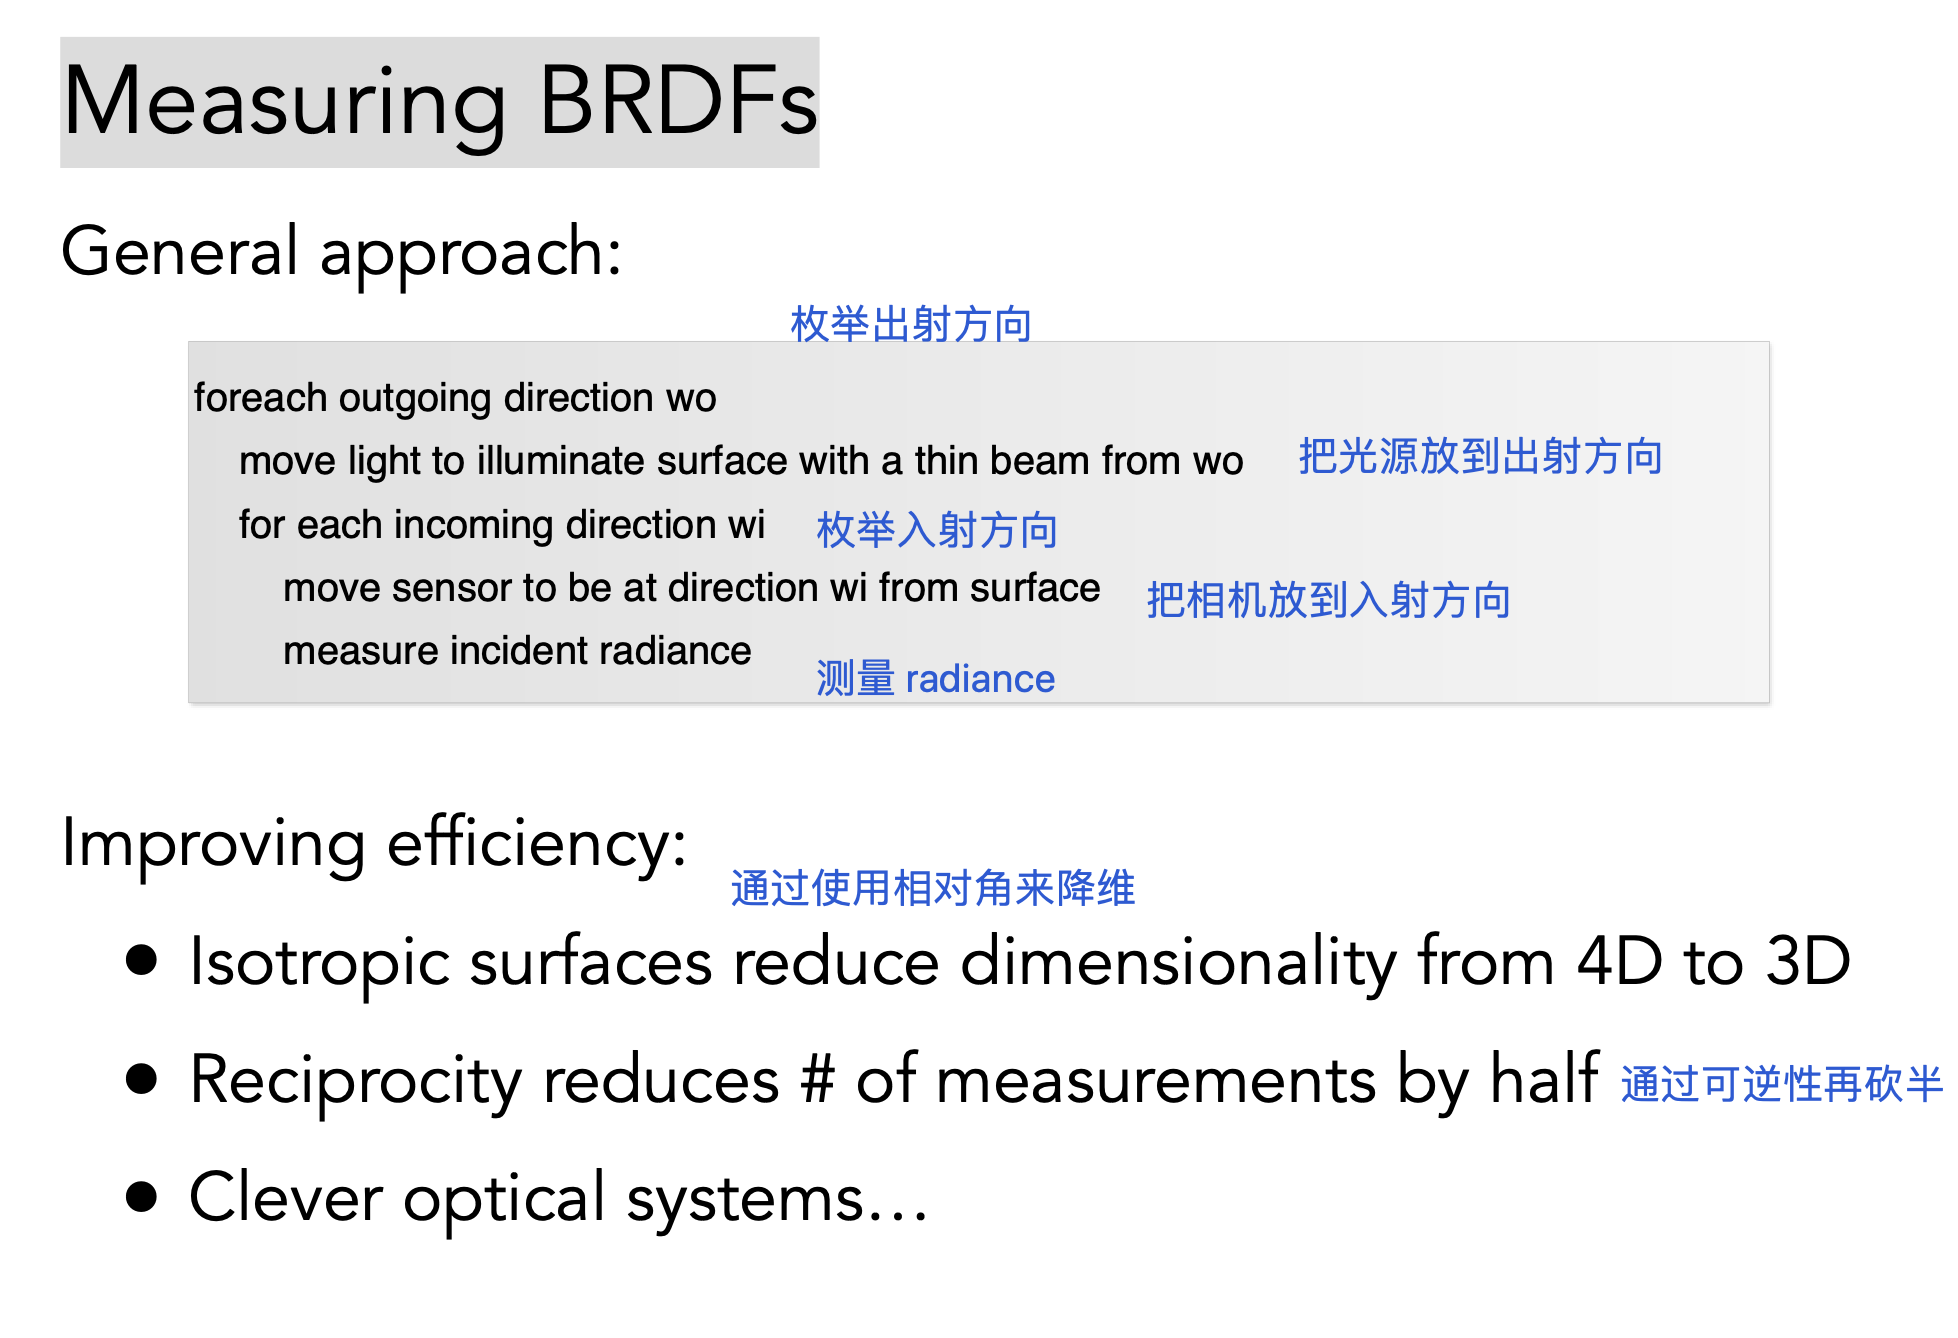 Measuring BRDFs
General approach:
枚举出射方向
foreach outgoing direction wo
move light to illuminate surface with a thin beam from wo 把光源放到出射方向
for each incoming direction wi 枚举入射方向
move sensor to be at direction wi from surface 把相机放到入射方向
measure incident radiance 测量 radiance
Improving efficiency:
通过使用相对角来降维
• Isotropic surfaces reduce dimensionality from 4D to 3D
• Reciprocity reduces # of measurements by half 通过可逆性再砍半
• Clever optical systems…